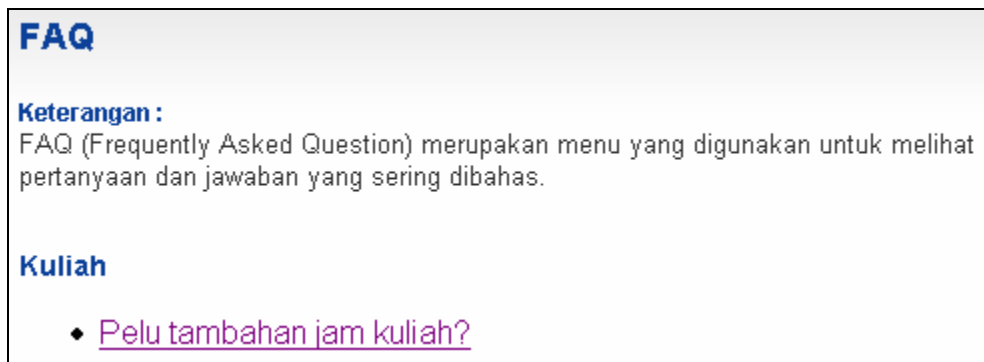 FAQ
Keterangan :
FAQ (Frequently Asked Question) merupakan menu yang digunakan untuk melihat
pertanyaan dan jawaban yang sering dibahas.
Kuliah
• Pelu tambahan jam kuliah?